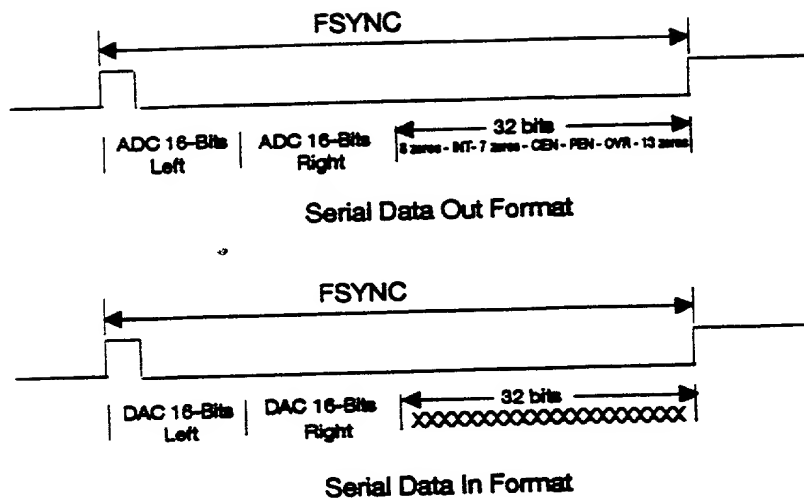 FSYNC
ADC 16-Bits Left
ADC 16-Bits Right
32 bits
8 zeros - INT- 7 zeros - CEN - PEN - OVR - 13 zeros
Serial Data Out Format
FSYNC
DAC 16-Bits Left
DAC 16-Bits Right
32 bits
XXXXXXXXXXXXXXXXXXXXXX
Serial Data In Format